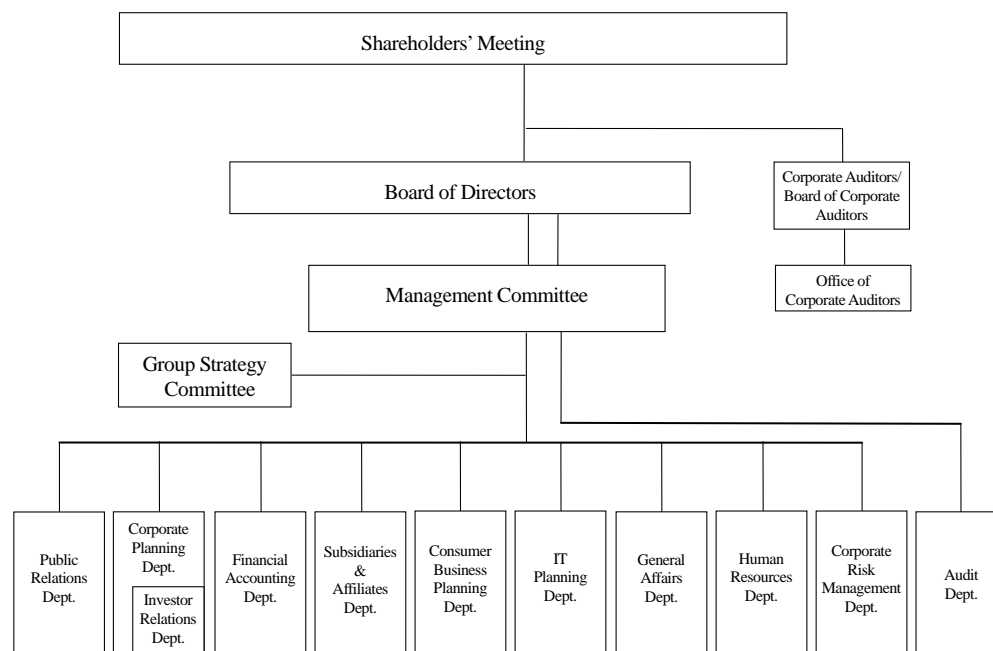 Shareholders’ Meeting
Board of Directors
Corporate Auditors/
Board of Corporate
Auditors
Management Committee
Office of
Corporate Auditors
Group Strategy
Committee
Public
Relations
Dept.
Corporate
Planning
Dept.
Investor
Relations
Dept.
Financial
Accounting
Dept.
Subsidiaries
&
Affiliates
Dept.
Consumer
Business
Planning
Dept.
IT
Planning
Dept.
General
Affairs
Dept.
Human
Resources
Dept.
Corporate
Risk
Management
Dept.
Audit
Dept.